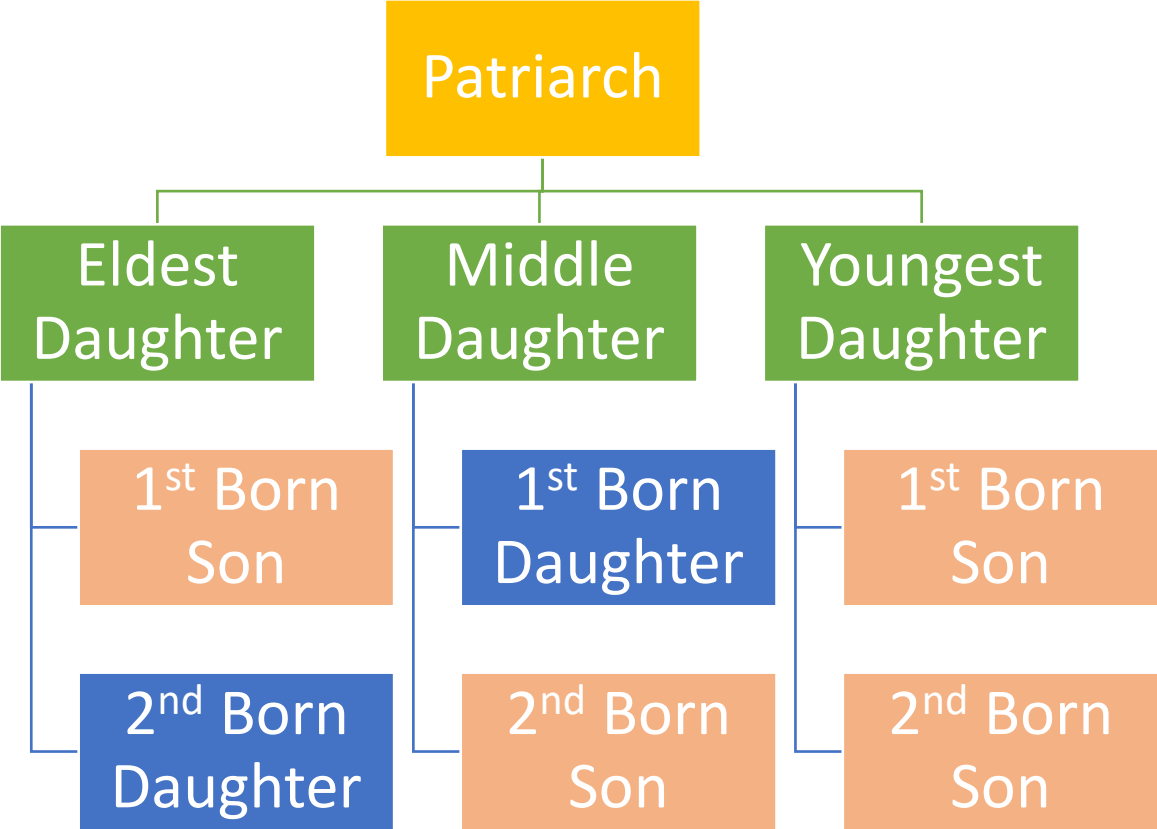 Patriarch
Eldest
Daughter
Middle
Daughter
Youngest
Daughter
1st Born
Son
1st Born
Daughter
1st Born
Son
2nd Born
Daughter
2nd Born
Son
2nd Born
Son